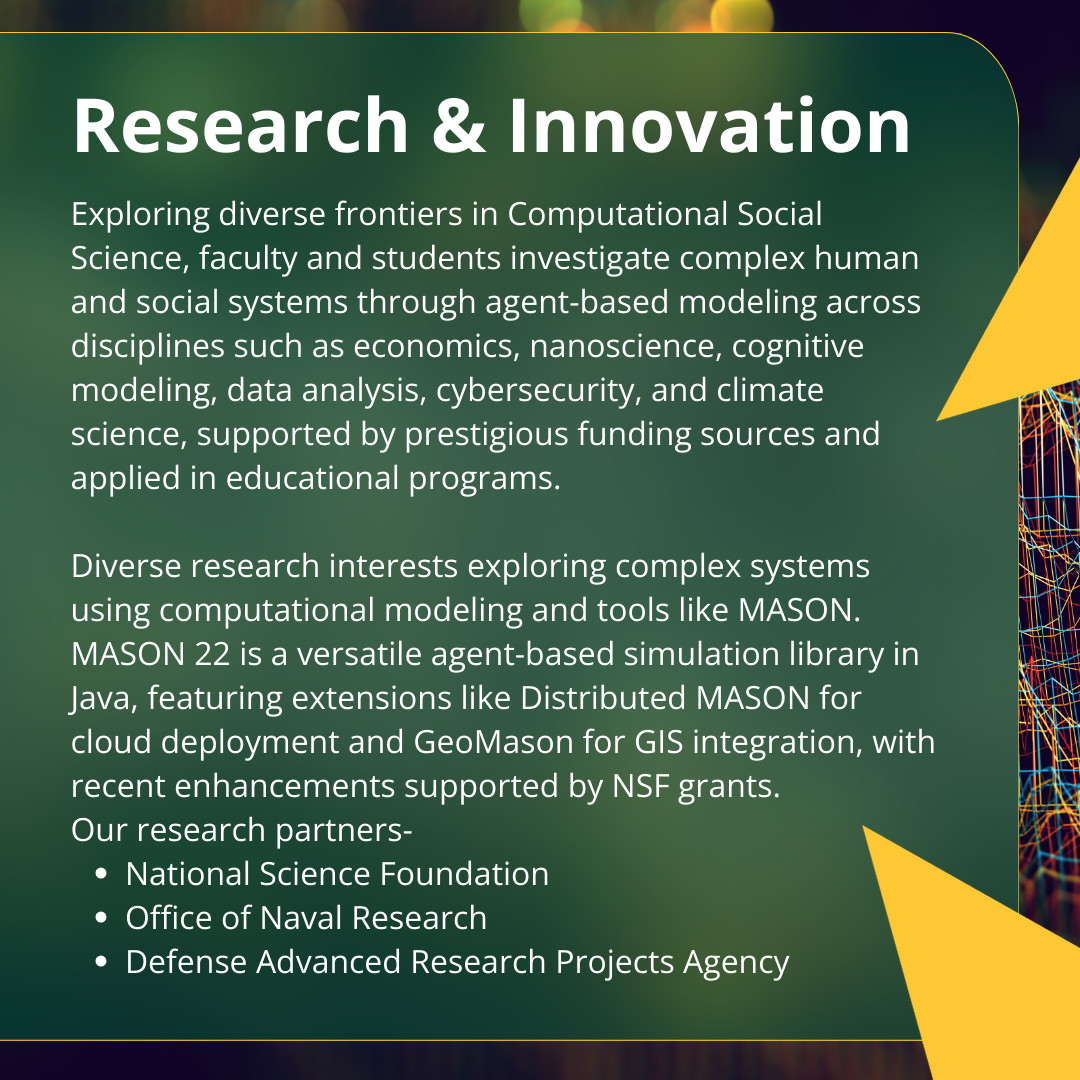 Research & Innovation
Exploring diverse frontiers in Computational Social
Science, faculty and students investigate complex human
and social systems through agent-based modeling across
disciplines such as economics, nanoscience, cognitive
modeling, data analysis, cybersecurity, and climate
science, supported by prestigious funding sources and
applied in educational programs.
Diverse research interests exploring complex systems
using computational modeling and tools like MASON.
MASON 22 is a versatile agent-based simulation library in
Java, featuring extensions like Distributed MASON for
cloud deployment and GeoMason for GIS integration, with
recent enhancements supported by NSF grants.
Our research partners-
• National Science Foundation
• Office of Naval Research
• Defense Advanced Research Projects Agency